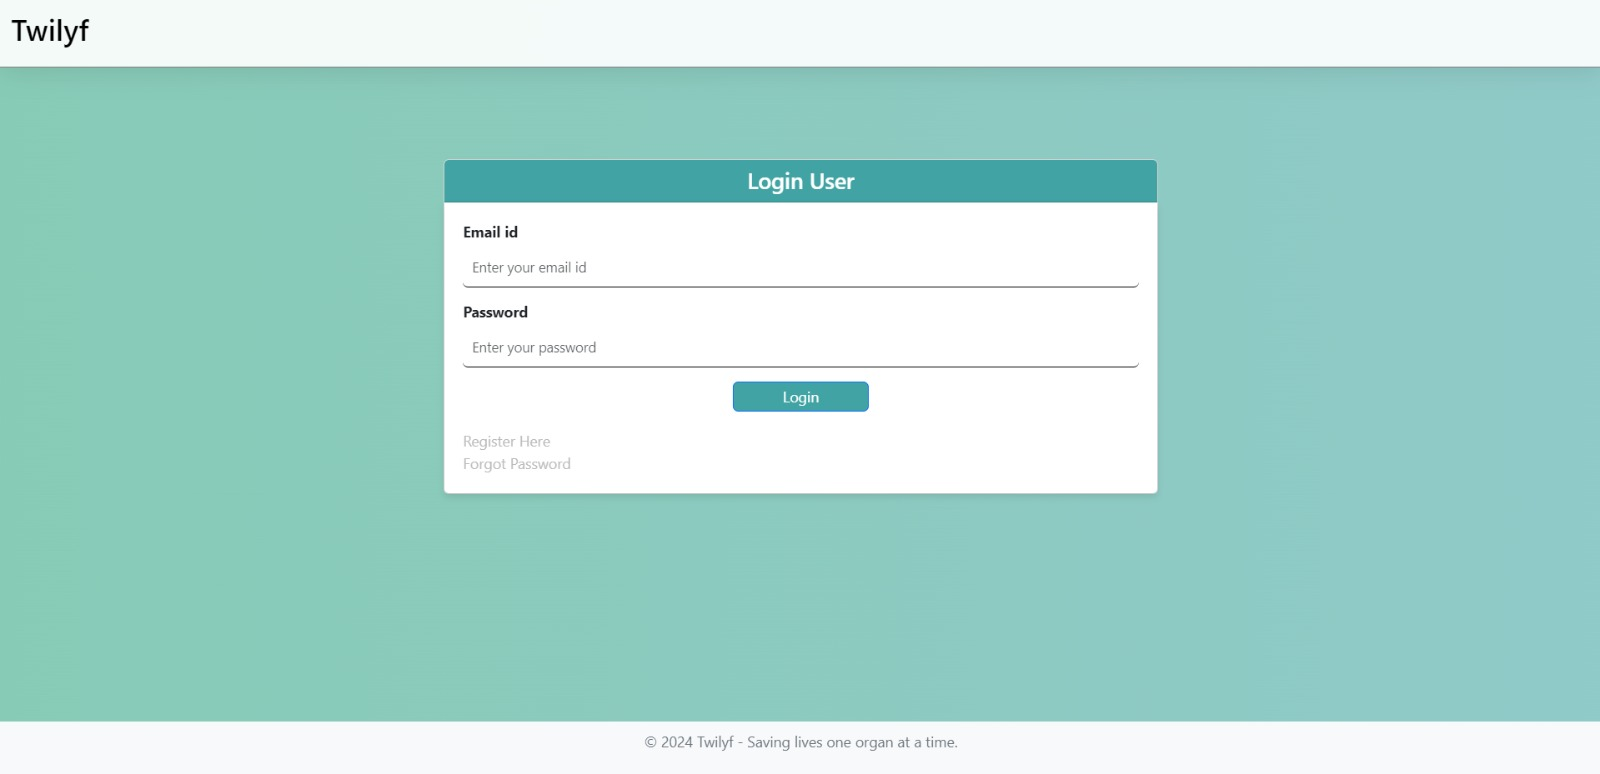 Twilyf
Login User
Email id
Enter your email id
Password
Enter your password
Login
Register Here
Forgot Password
© 2024 Twilyf - Saving lives one organ at a time.